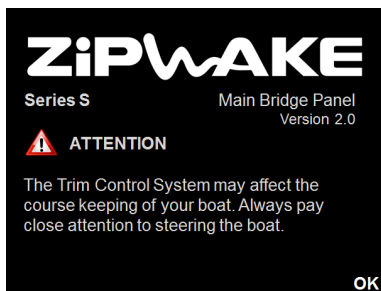 ZiPWAKE
Series S Main Bridge Panel
Version 2.0
ATTENTION
The Trim Control System may affect the
course keeping of your boat. Always pay
close attention to steering the boat.
OK